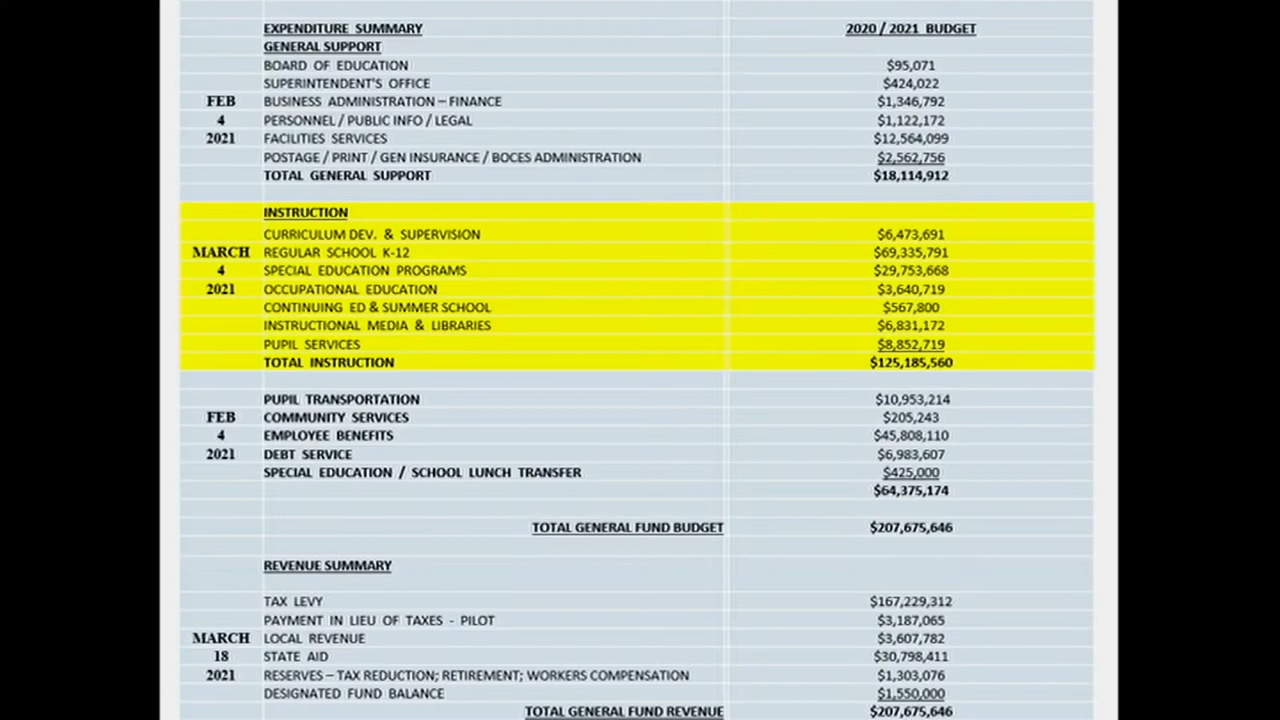 EXPENDITURE SUMMARY 2020 / 2021 BUDGET
GENERAL SUPPORT
BOARD OF EDUCATION $95,071
SUPERINTENDENT'S OFFICE $424,022
FEB BUSINESS ADMINISTRATION – FINANCE $1,346,792
4 PERSONNEL / PUBLIC INFO / LEGAL $1,122,172
2021 FACILITIES SERVICES $12,564,099
POSTAGE / PRINT / GEN INSURANCE / BOCES ADMINISTRATION $2,562,756
TOTAL GENERAL SUPPORT $18,114,912
INSTRUCTION
CURRICULUM DEV. & SUPERVISION $6,473,691
MARCH REGULAR SCHOOL K-12 $69,335,791
4 SPECIAL EDUCATION PROGRAMS $29,753,668
2021 OCCUPATIONAL EDUCATION $3,640,719
CONTINUING ED & SUMMER SCHOOL $567,800
INSTRUCTIONAL MEDIA & LIBRARIES $6,831,172
PUPIL SERVICES $8,852,719
TOTAL INSTRUCTION $125,185,560
PUPIL TRANSPORTATION $10,953,214
FEB COMMUNITY SERVICES $205,243
4 EMPLOYEE BENEFITS $45,808,110
2021 DEBT SERVICE $6,983,607
SPECIAL EDUCATION / SCHOOL LUNCH TRANSFER $425,000
$64,375,174
TOTAL GENERAL FUND BUDGET $207,675,646
REVENUE SUMMARY
TAX LEVY $167,229,312
PAYMENT IN LIEU OF TAXES - PILOT $3,187,065
MARCH LOCAL REVENUE $3,607,782
18 STATE AID $30,798,411
2021 RESERVES – TAX REDUCTION; RETIREMENT; WORKERS COMPENSATION $1,303,076
DESIGNATED FUND BALANCE $1,550,000
TOTAL GENERAL FUND REVENUE $207,675,646